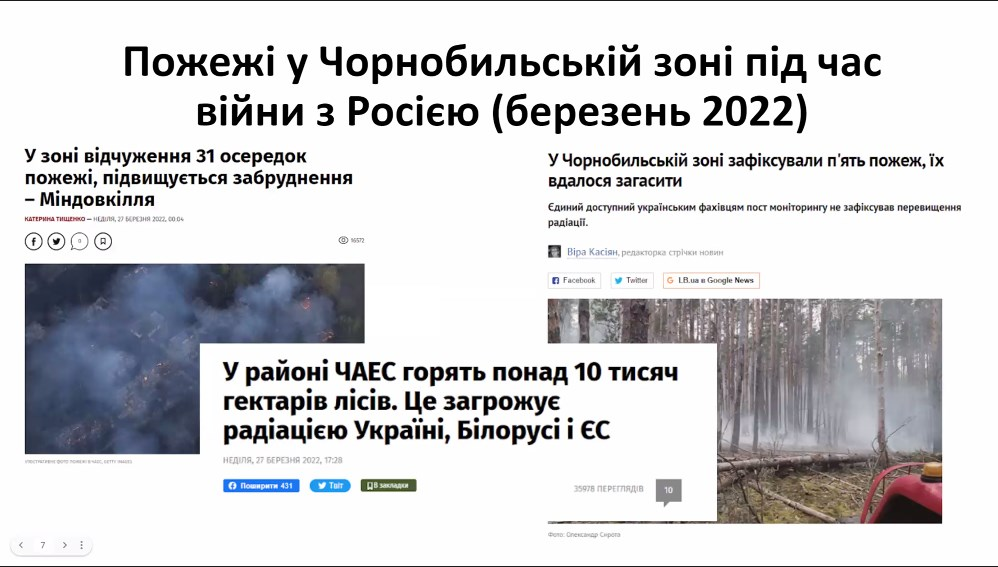 Пожежі у Чорнобильській зоні під час
війни з Росією (березень 2022)
У зоні відчуження 31 осередок
пожежі, підвищується забруднення
– Міндовкілля
КАТЕРИНА ТИЩЕНКО — НЕДІЛЯ, 27 БЕРЕЗНЯ 2022, 00:04
0
16572
У Чорнобильській зоні зафіксували п'ять пожеж, їх
вдалося загасити
Єдиний доступний українським фахівцям пост моніторингу не зафіксував перевищення
радіації.
Віра Касіян, редакторка стрічки новин
Facebook
Twitter
LB.ua в Google News
У районі ЧАЕС горять понад 10 тисяч
гектарів лісів. Це загрожує
радіацією Україні, Білорусі і ЄС
НЕДІЛЯ, 27 БЕРЕЗНЯ 2022, 17:28
Поширити 431
Твіт
В закладки
35978 ПЕРЕГЛЯДІВ
10
Фото: Олександр Сирота
7